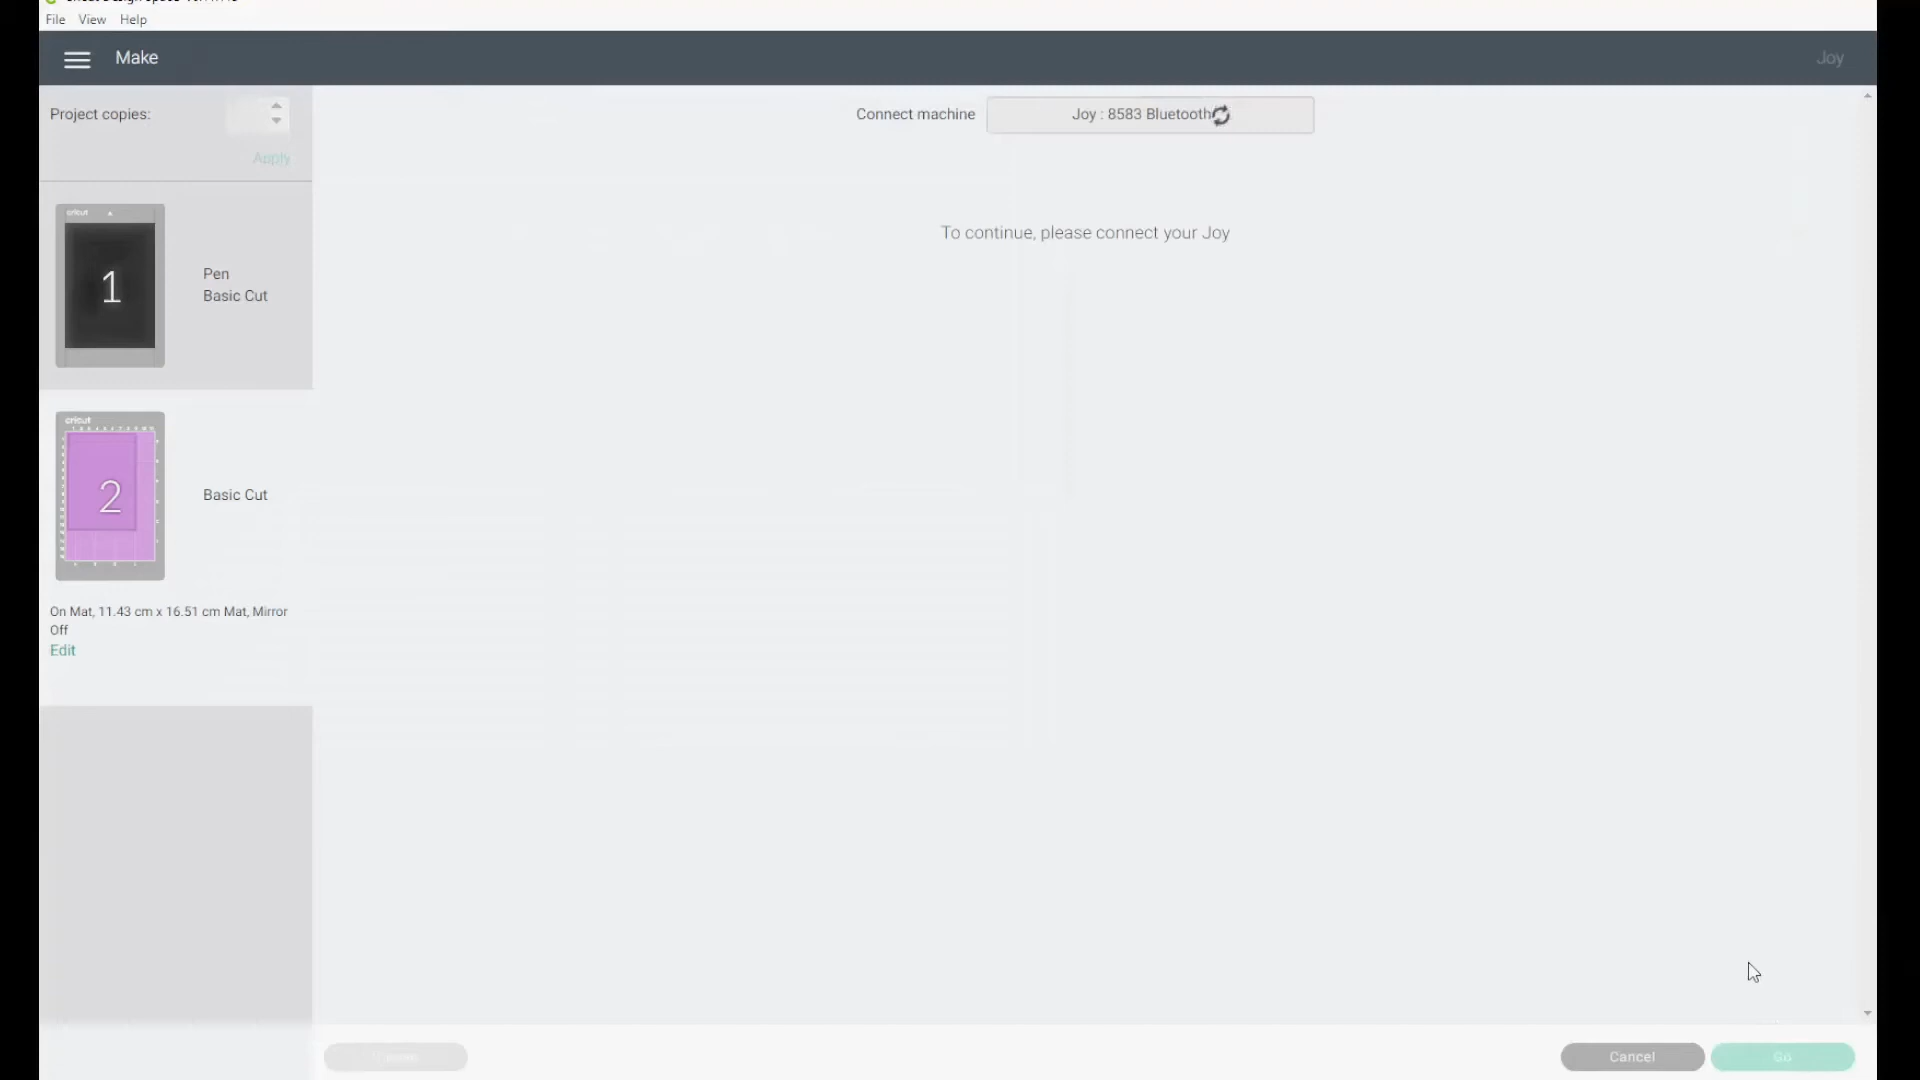 File View Help
Make
Joy
Project copies:
Apply
Connect machine
Joy : 8583 Bluetooth
To continue, please connect your Joy
cricut
1
Pen
Basic Cut
cricut
2
Basic Cut
On Mat, 11.43 cm x 16.51 cm Mat, Mirror
Off
Edit
Cancel
Go